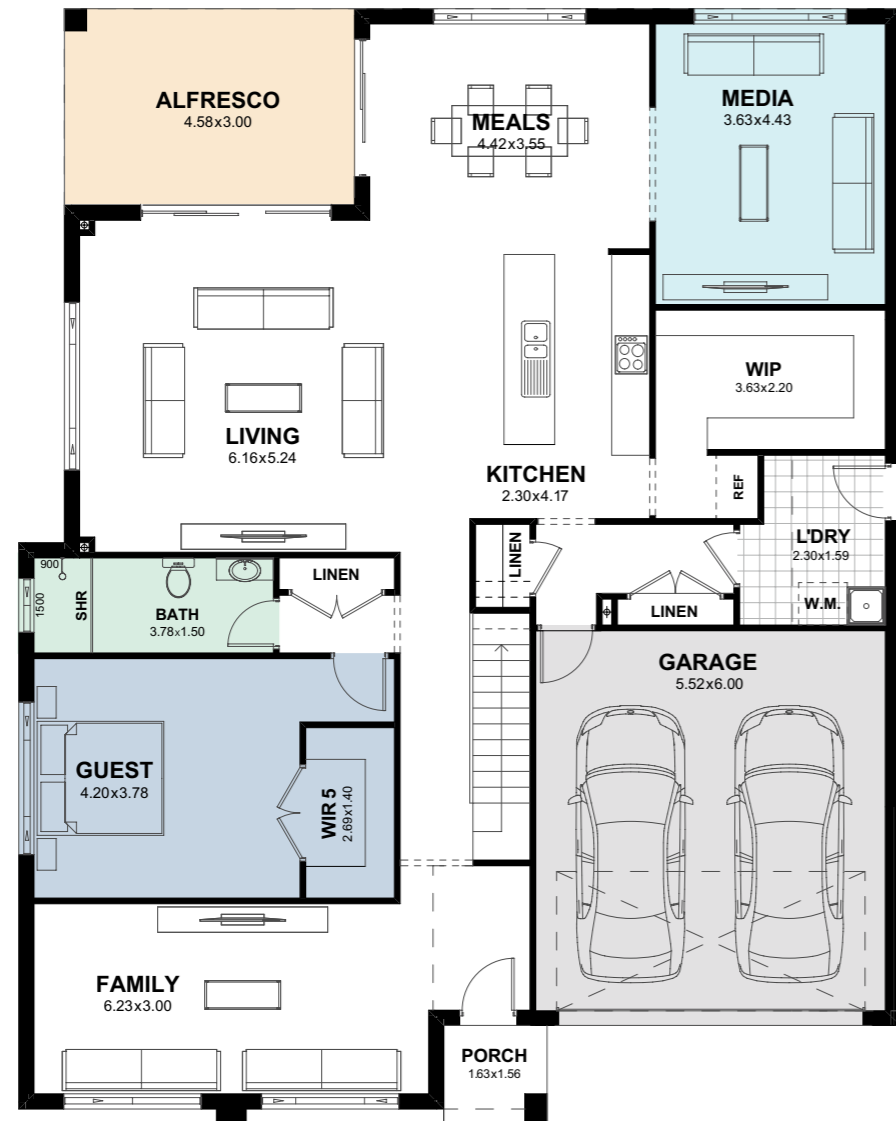 ALFRESCO
4.58x3.00
MEALS
4.42x3.55
MEDIA
3.63x4.43
WIP
3.63x2.20
LIVING
6.16x5.24
KITCHEN
2.30x4.17
REF
L'DRY
2.30x1.59
W.M.
LINEN
LINEN
LINEN
900
1500
SHR
BATH
3.78x1.50
GARAGE
5.52x6.00
GUEST
4.20x3.78
WIR 5
2.69x1.40
FAMILY
6.23x3.00
PORCH
1.63x1.56